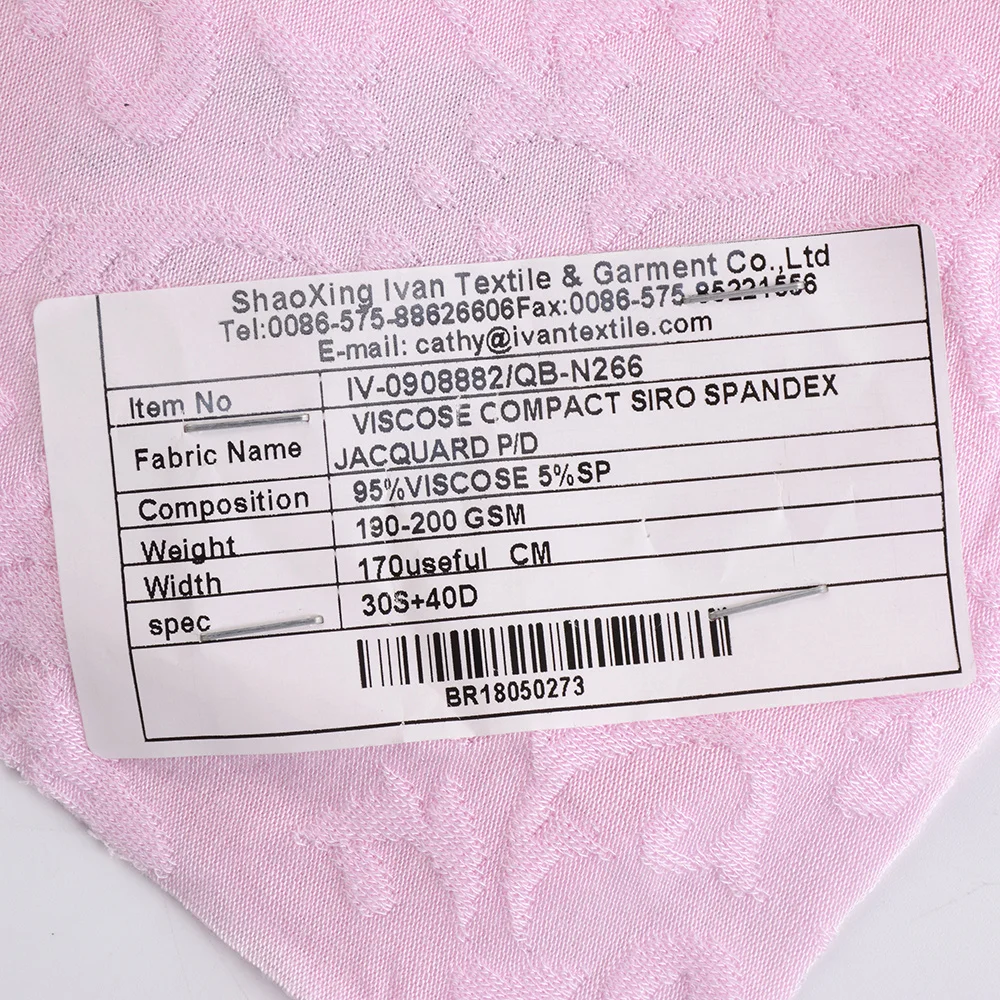 ShaoXing Ivan Textile & Garment Co.,Ltd
Tel:0086-575-88626606Fax:0086-575-85221556
E-mail: cathy@ivantextile.com
Item No IV-0908882/QB-N266
Fabric Name VISCOSE COMPACT SIRO SPANDEX
JACQUARD P/D
Composition 95%VISCOSE 5%SP
Weight 190-200 GSM
Width 170useful CM
spec 30S+40D
BR18050273